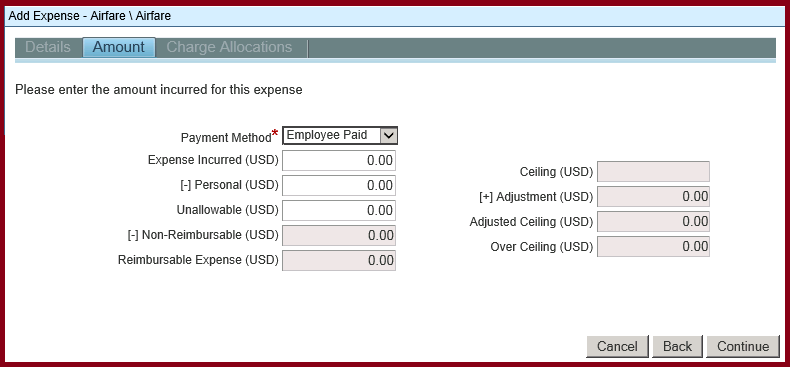 Add Expense - Airfare \ Airfare
Details Amount Charge Allocations
Please enter the amount incurred for this expense
Payment Method* Employee Paid
Expense Incurred (USD) 0.00
[-] Personal (USD) 0.00
Unallowable (USD) 0.00
[-] Non-Reimbursable (USD) 0.00
Reimbursable Expense (USD) 0.00
Ceiling (USD)
[+] Adjustment (USD) 0.00
Adjusted Ceiling (USD) 0.00
Over Ceiling (USD) 0.00
Cancel Back Continue